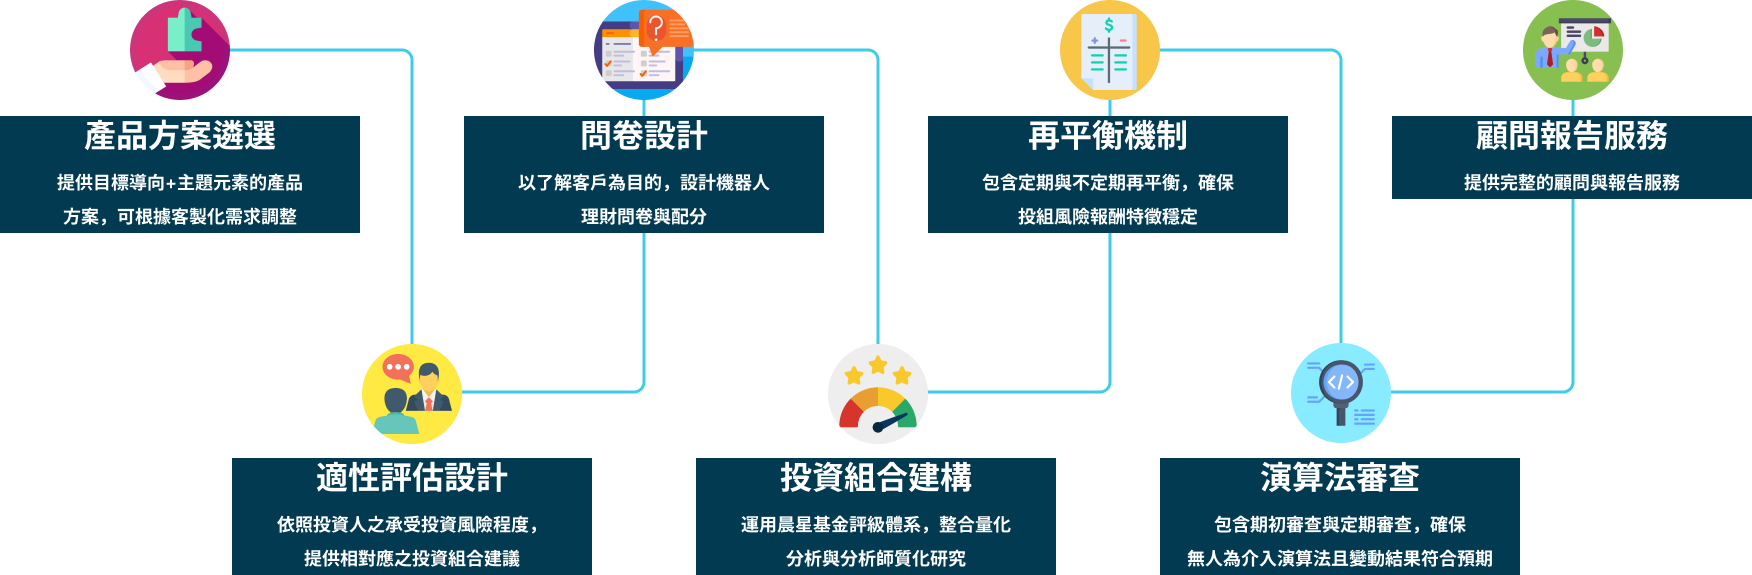 產品方案遴選
提供目標導向+主題元素的產品
方案，可根據客製化需求調整
適性評估設計
依照投資人之承受投資風險程度，
提供相對應之投資組合建議
問卷設計
以了解客戶為目的，設計機器人
理財問卷與配分
投資組合建構
運用晨星基金評級體系，整合量化
分析與分析師質化研究
再平衡機制
包含定期與不定期再平衡，確保
投組風險報酬特徵穩定
演算法審查
包含期初審查與定期審查，確保
無人為介入演算法且變動結果符合預期
顧問報告服務
提供完整的顧問與報告服務